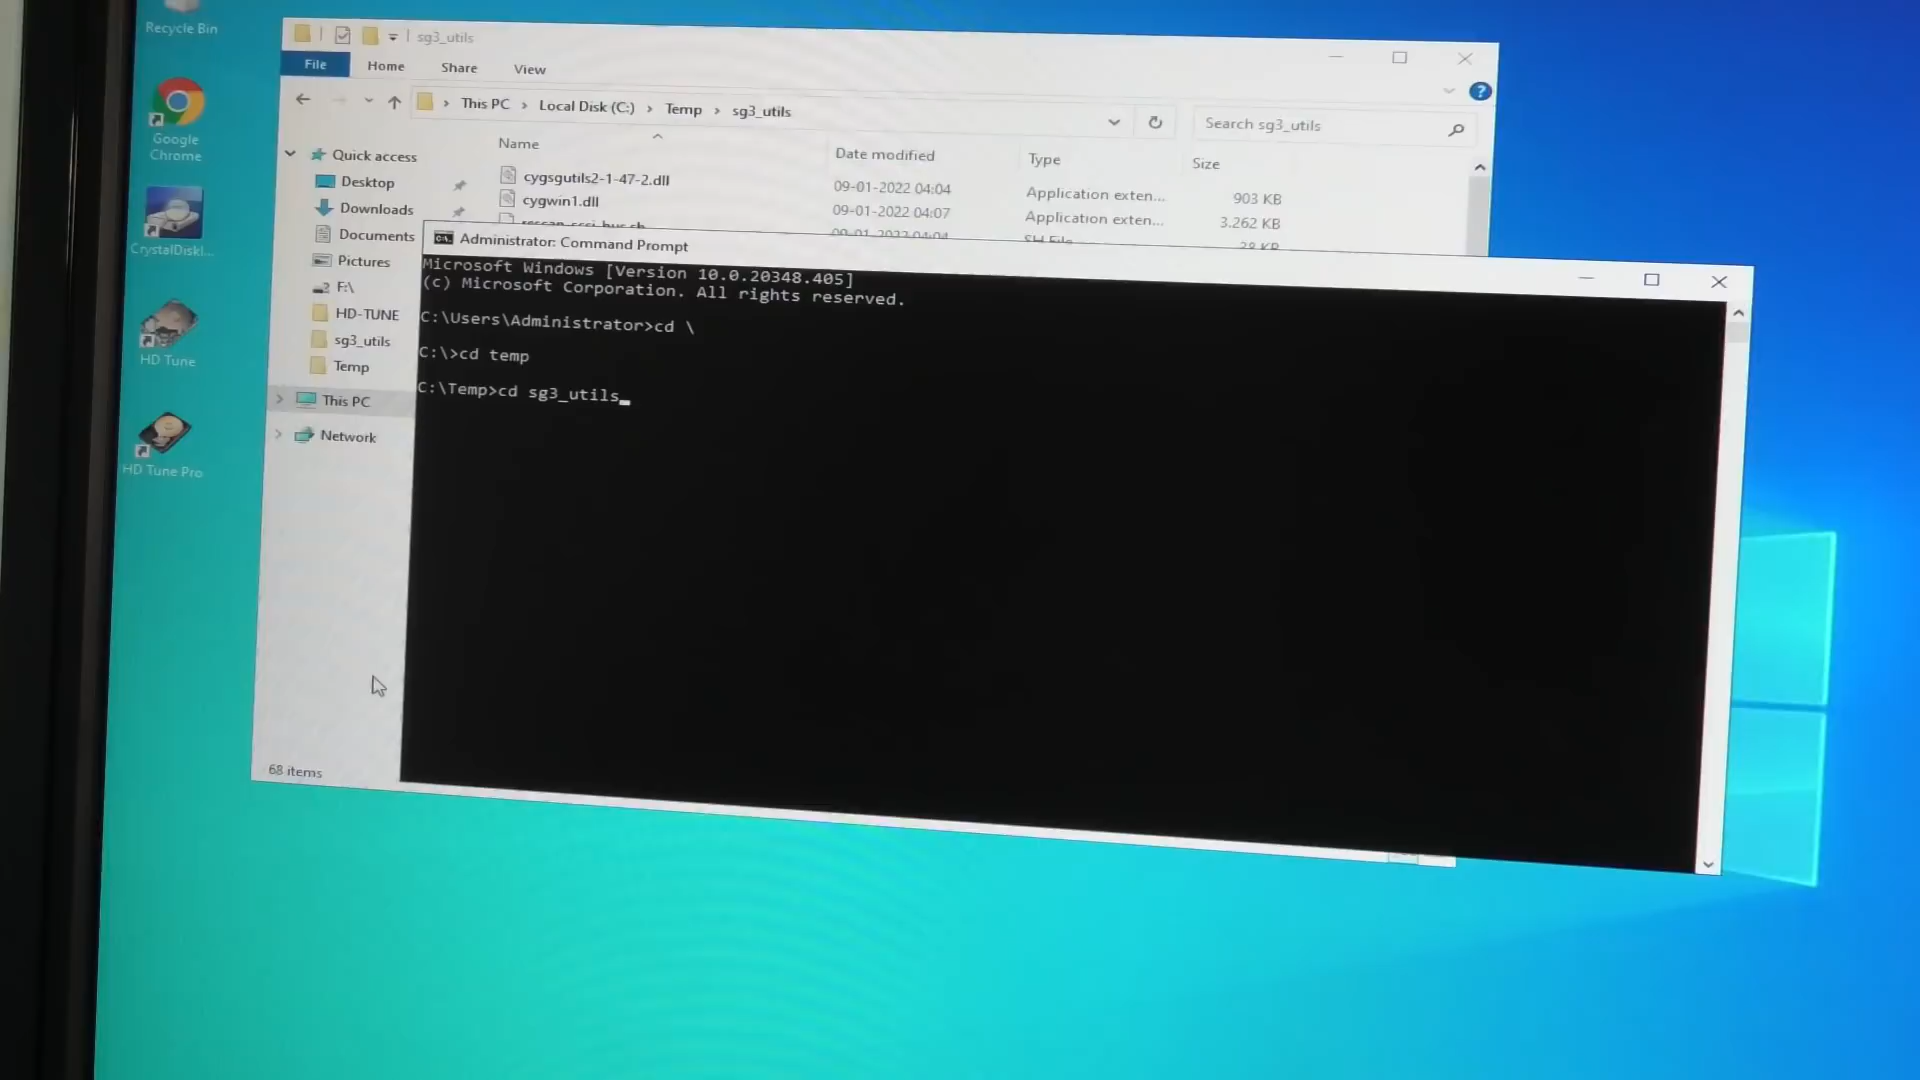 Recycle Bin
Google
Chrome
CrystalDiskI...
HD Tune
HD Tune Pro
sg3_utils
File Home Share View
This PC > Local Disk (C:) > Temp > sg3_utils
Search sg3_utils
Name Date modified Type Size
cygsgutils2-1-47-2.dll 09-01-2022 04:04 Application exten... 903 KB
cygwin1.dll 09-01-2022 04:07 Application exten... 3.262 KB
Quick access
Desktop
Downloads
Documents
Pictures
F:\
HD-TUNE
sg3_utils
Temp
This PC
Network
68 items
Administrator: Command Prompt
Microsoft Windows [Version 10.0.20348.405]
(c) Microsoft Corporation. All rights reserved.
C:\Users\Administrator>cd \
C:\>cd temp
C:\Temp>cd sg3_utils_